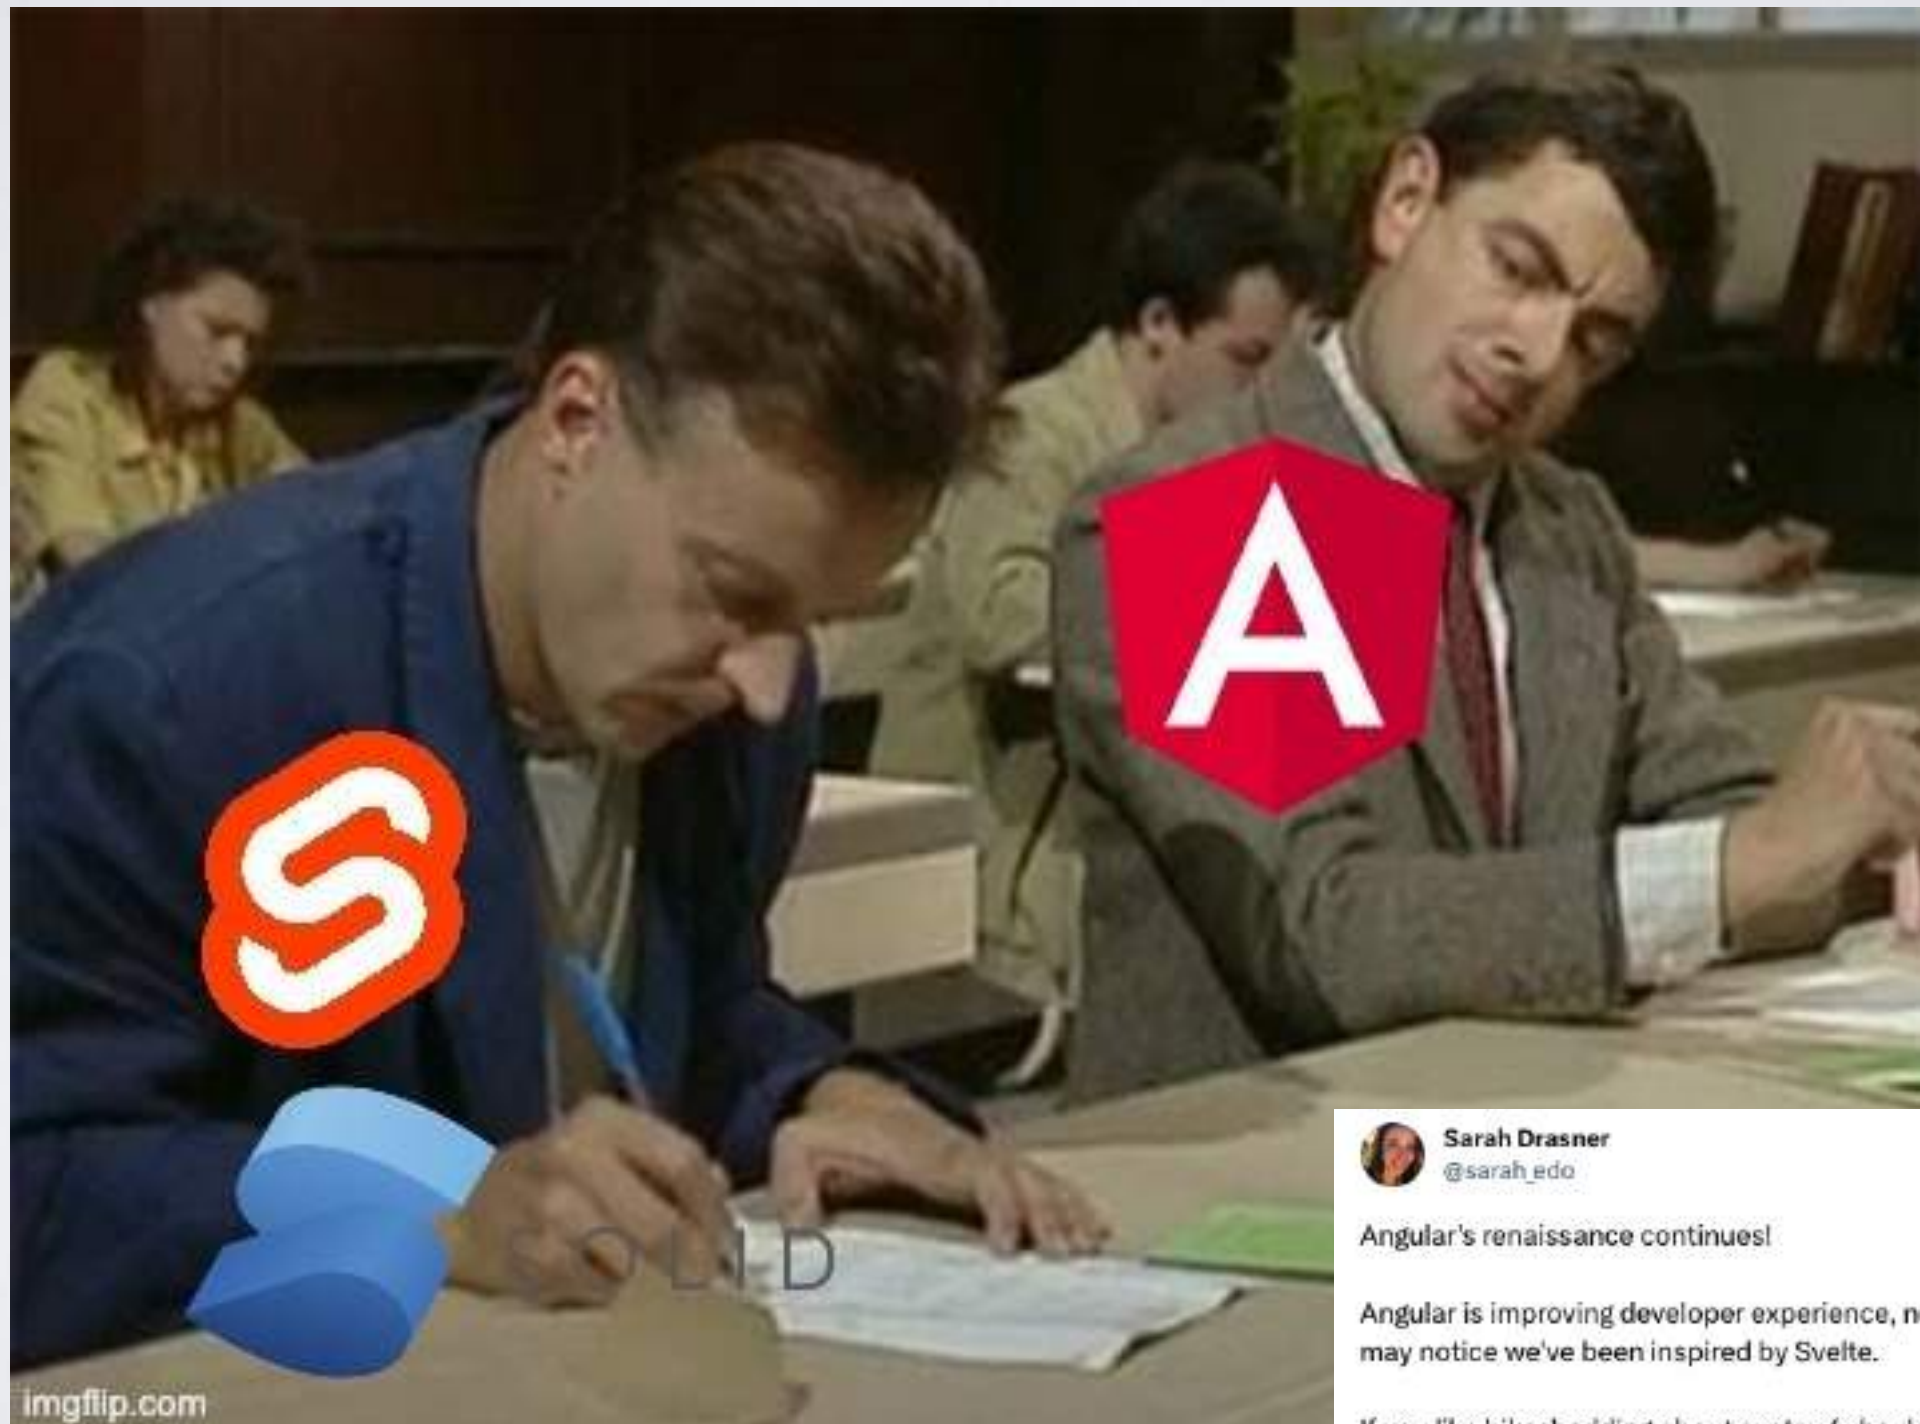 A
SOLID
Sarah Drasner
@sarah_edo
Angular's renaissance continues!
Angular is improving developer experience,
may notice we've been inspired by Svelte.
imgflip.com